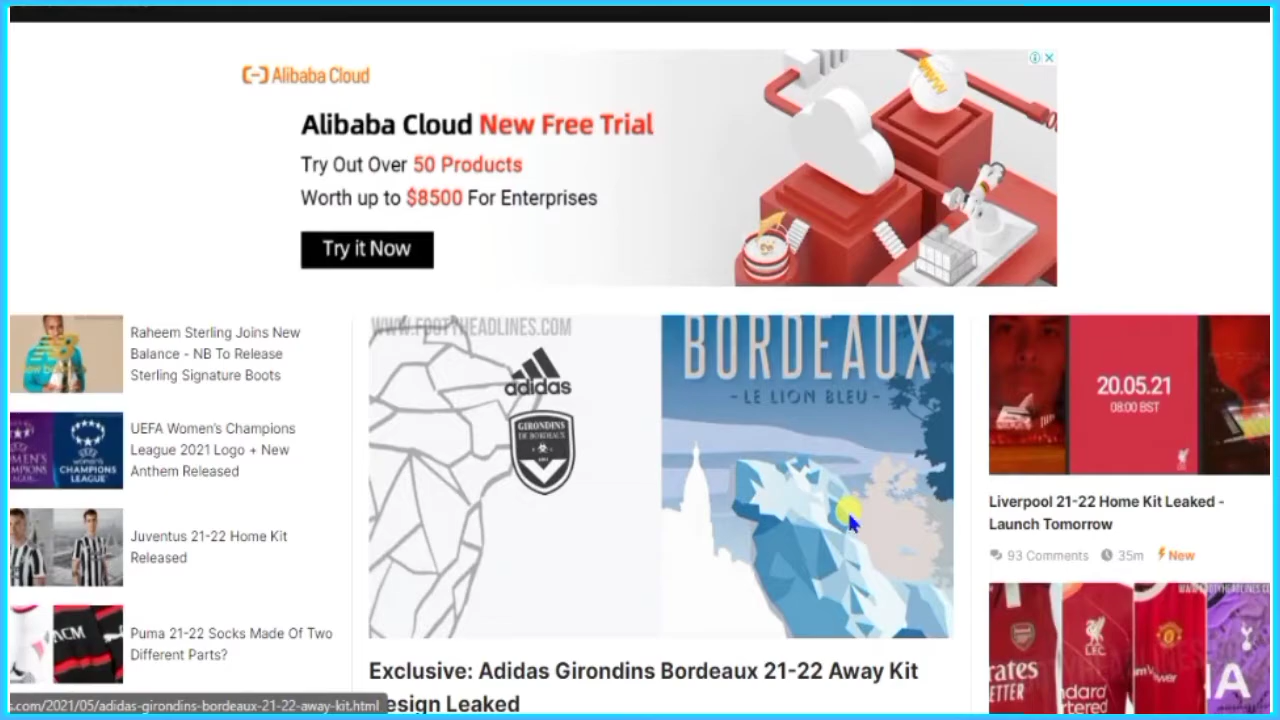 Alibaba Cloud
Alibaba Cloud New Free Trial
Try Out Over 50 Products
Worth up to $8500 For Enterprises
Try it Now
Raheem Sterling Joins New
Balance - NB To Release
Sterling Signature Boots
UEFA Women's Champions
League 2021 Logo + New
Anthem Released
CHAMPIONS
LEAGUE
Juventus 21-22 Home Kit
Released
ACM
Puma 21-22 Socks Made Of Two
Different Parts?
WWW.FOOTYHEADLINES.COM
adidas
GIRONDINS
DE BORDEAUX
BORDEAUX
- LE LION BLEU -
Exclusive: Adidas Girondins Bordeaux 21-22 Away Kit
Design Leaked
20.05.21
08:00 BST
Liverpool 21-22 Home Kit Leaked -
Launch Tomorrow
93 Comments 35m New
s.com/2021/05/adidas-girondins-bordeaux-21-22-away-kit.html